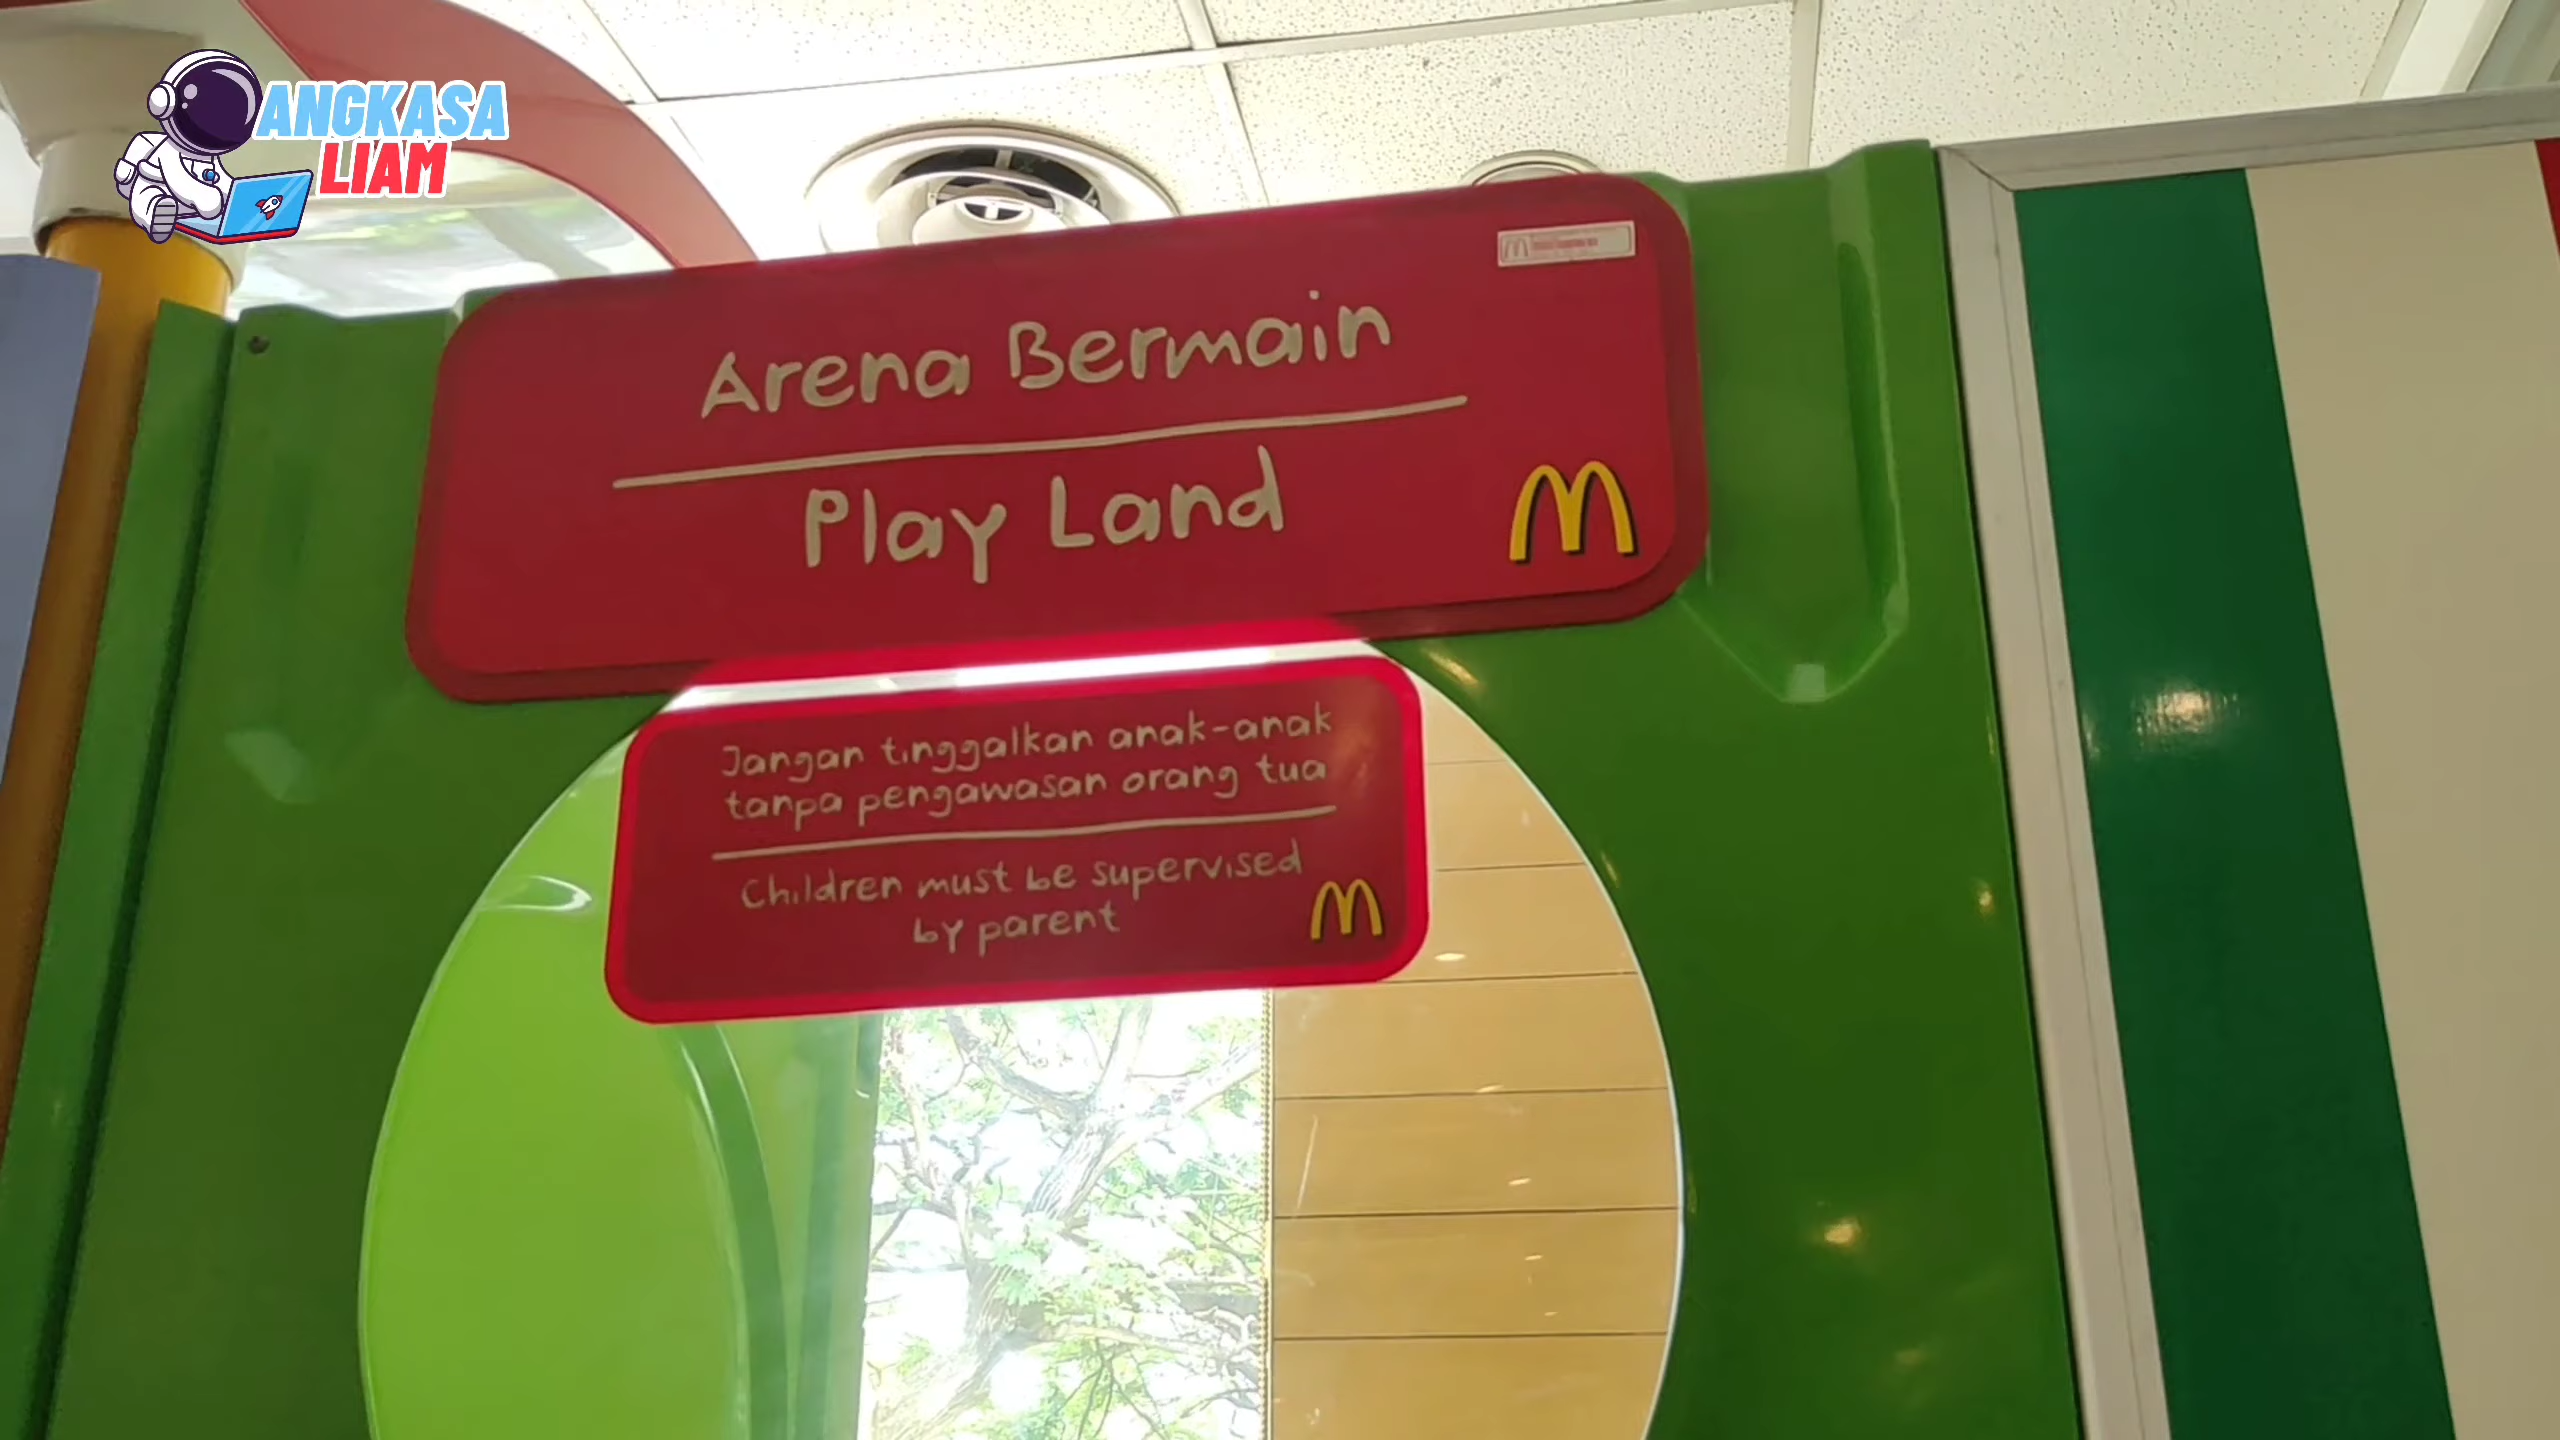 ANGKASA
LIAM
Arena Bermain
Play Land
Jangan tinggalkan anak-anak
tanpa pengawasan orang tua
Children must be supervised
by parent